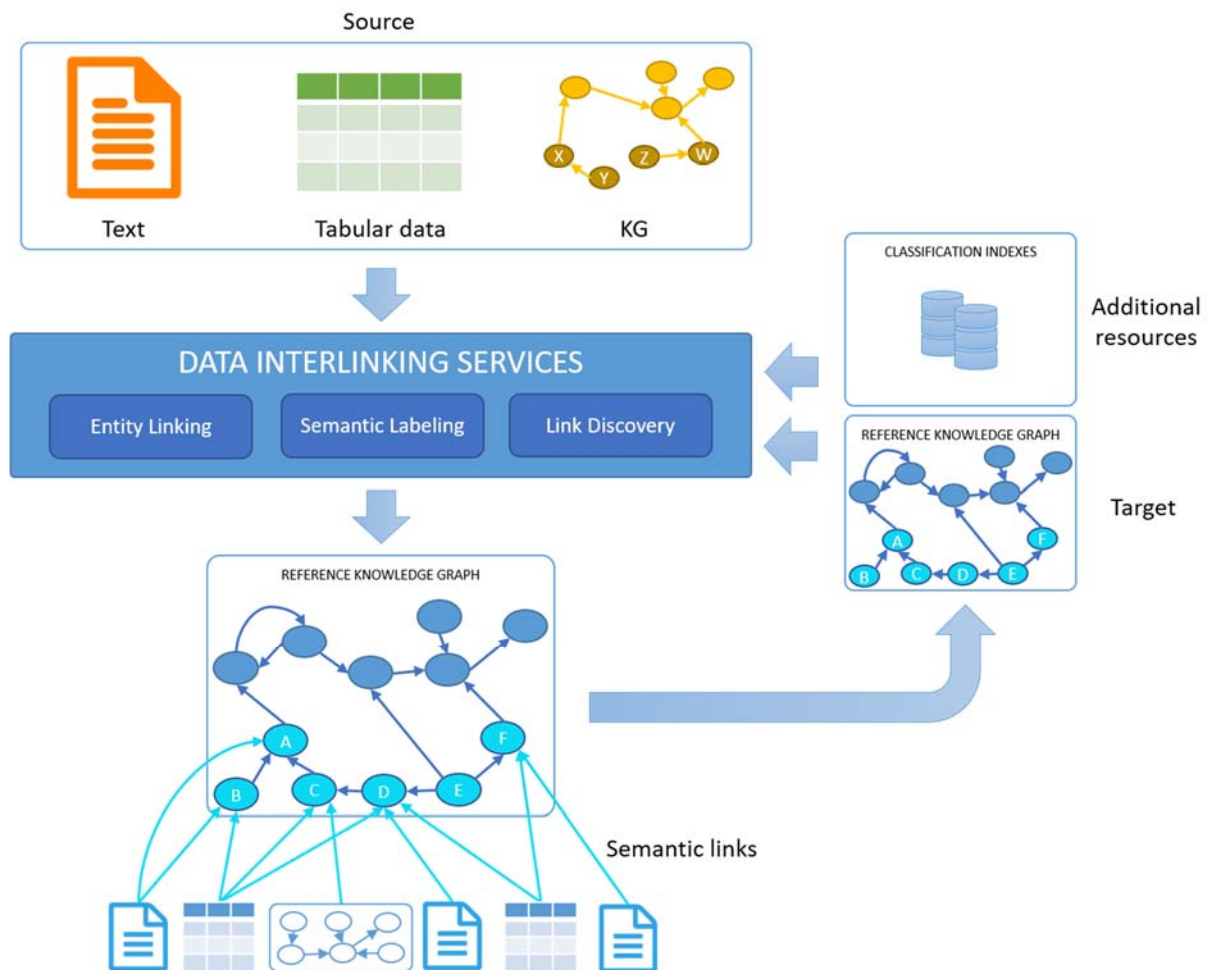 Source
X
Y
Z
W
Text
Tabular data
KG
CLASSIFICATION INDEXES
Additional
resources
DATA INTERLINKING SERVICES
Entity Linking
Semantic Labeling
Link Discovery
REFERENCE KNOWLEDGE GRAPH
A
B
C
D
E
F
Target
REFERENCE KNOWLEDGE GRAPH
A
B
C
D
E
F
Semantic links